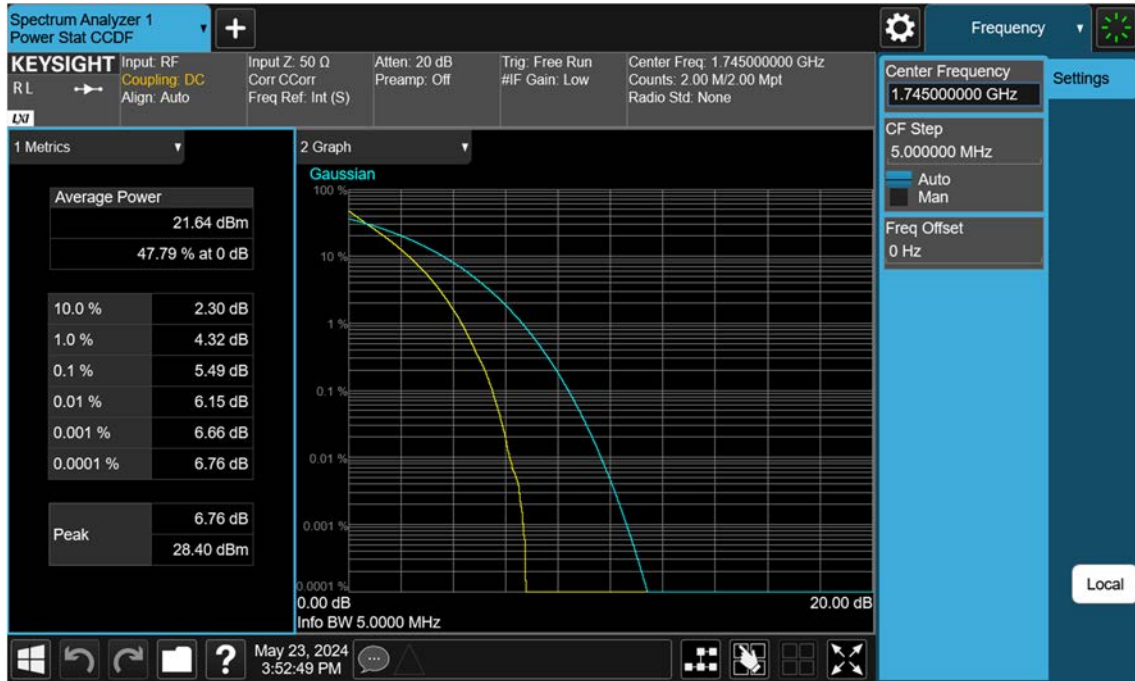 Spectrum Analyzer 1
Power Stat CCDF
Frequency
KEYSIGHT
R L
LXI
Input: RF
Coupling: DC
Align: Auto
Input Z: 50 Ω
Corr CCorr
Freq Ref: Int (S)
Atten: 20 dB
Preamp: Off
Trig: Free Run
#IF Gain: Low
Center Freq: 1.745000000 GHz
Counts: 2.00 M/2.00 Mpt
Radio Std: None
Center Frequency
1.745000000 GHz
Settings
CF Step
5.000000 MHz
Auto
Man
Freq Offset
0 Hz
Local
1 Metrics
Average Power
21.64 dBm
47.79 % at 0 dB
10.0 % 2.30 dB
1.0 % 4.32 dB
0.1 % 5.49 dB
0.01 % 6.15 dB
0.001 % 6.66 dB
0.0001 % 6.76 dB
Peak 6.76 dB
28.40 dBm
2 Graph
Gaussian
100 %
10 %
1 %
0.1 %
0.01 %
0.001 %
0.0001 %
0.00 dB 20.00 dB
Info BW 5.0000 MHz
?
May 23, 2024
3:52:49 PM